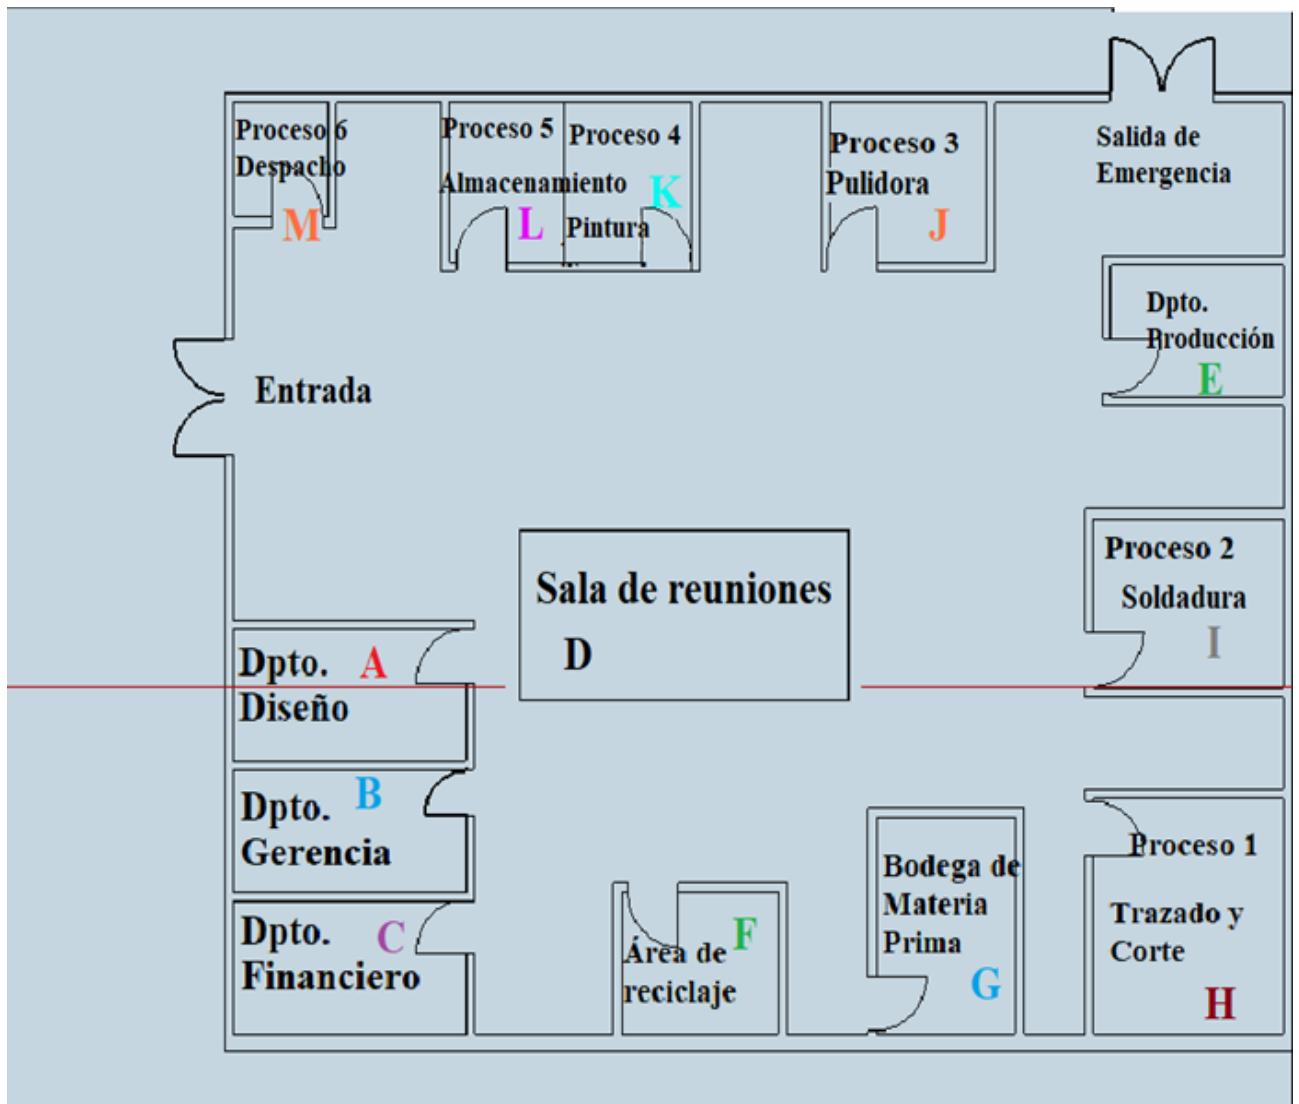 Proceso 6
Despacho
M
Proceso 5
Almacenamiento
L
Proceso 4
K
Pintura
Proceso 3
Pulidora
J
Salida de
Emergencia
Dpto.
Producción
E
Entrada
Sala de reuniones
D
Proceso 2
Soldadura
I
Dpto. A
Diseño
Dpto. B
Gerencia
Dpto. C
Financiero
Área de F
reciclaje
Bodega de
Materia
Prima
G
Proceso 1
Trazado y
Corte
H